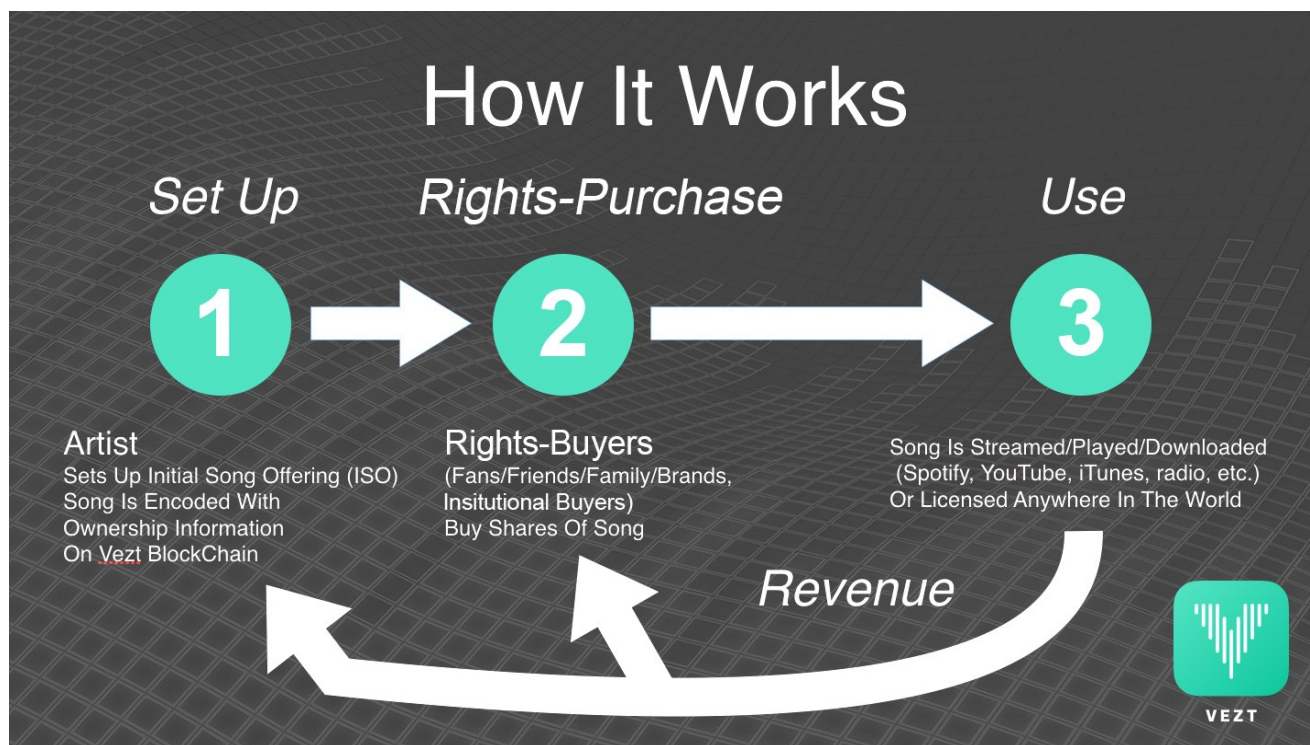 How It Works
Set Up
Rights-Purchase
Use
1
2
3
Artist
Sets Up Initial Song Offering (ISO)
Song Is Encoded With
Ownership Information
On Vezt BlockChain
Rights-Buyers
(Fans/Friends/Family/Brands,
Insitutional Buyers)
Buy Shares Of Song
Song Is Streamed/Played/Downloaded
(Spotify, YouTube, iTunes, radio, etc.)
Or Licensed Anywhere In The World
Revenue
VEZT